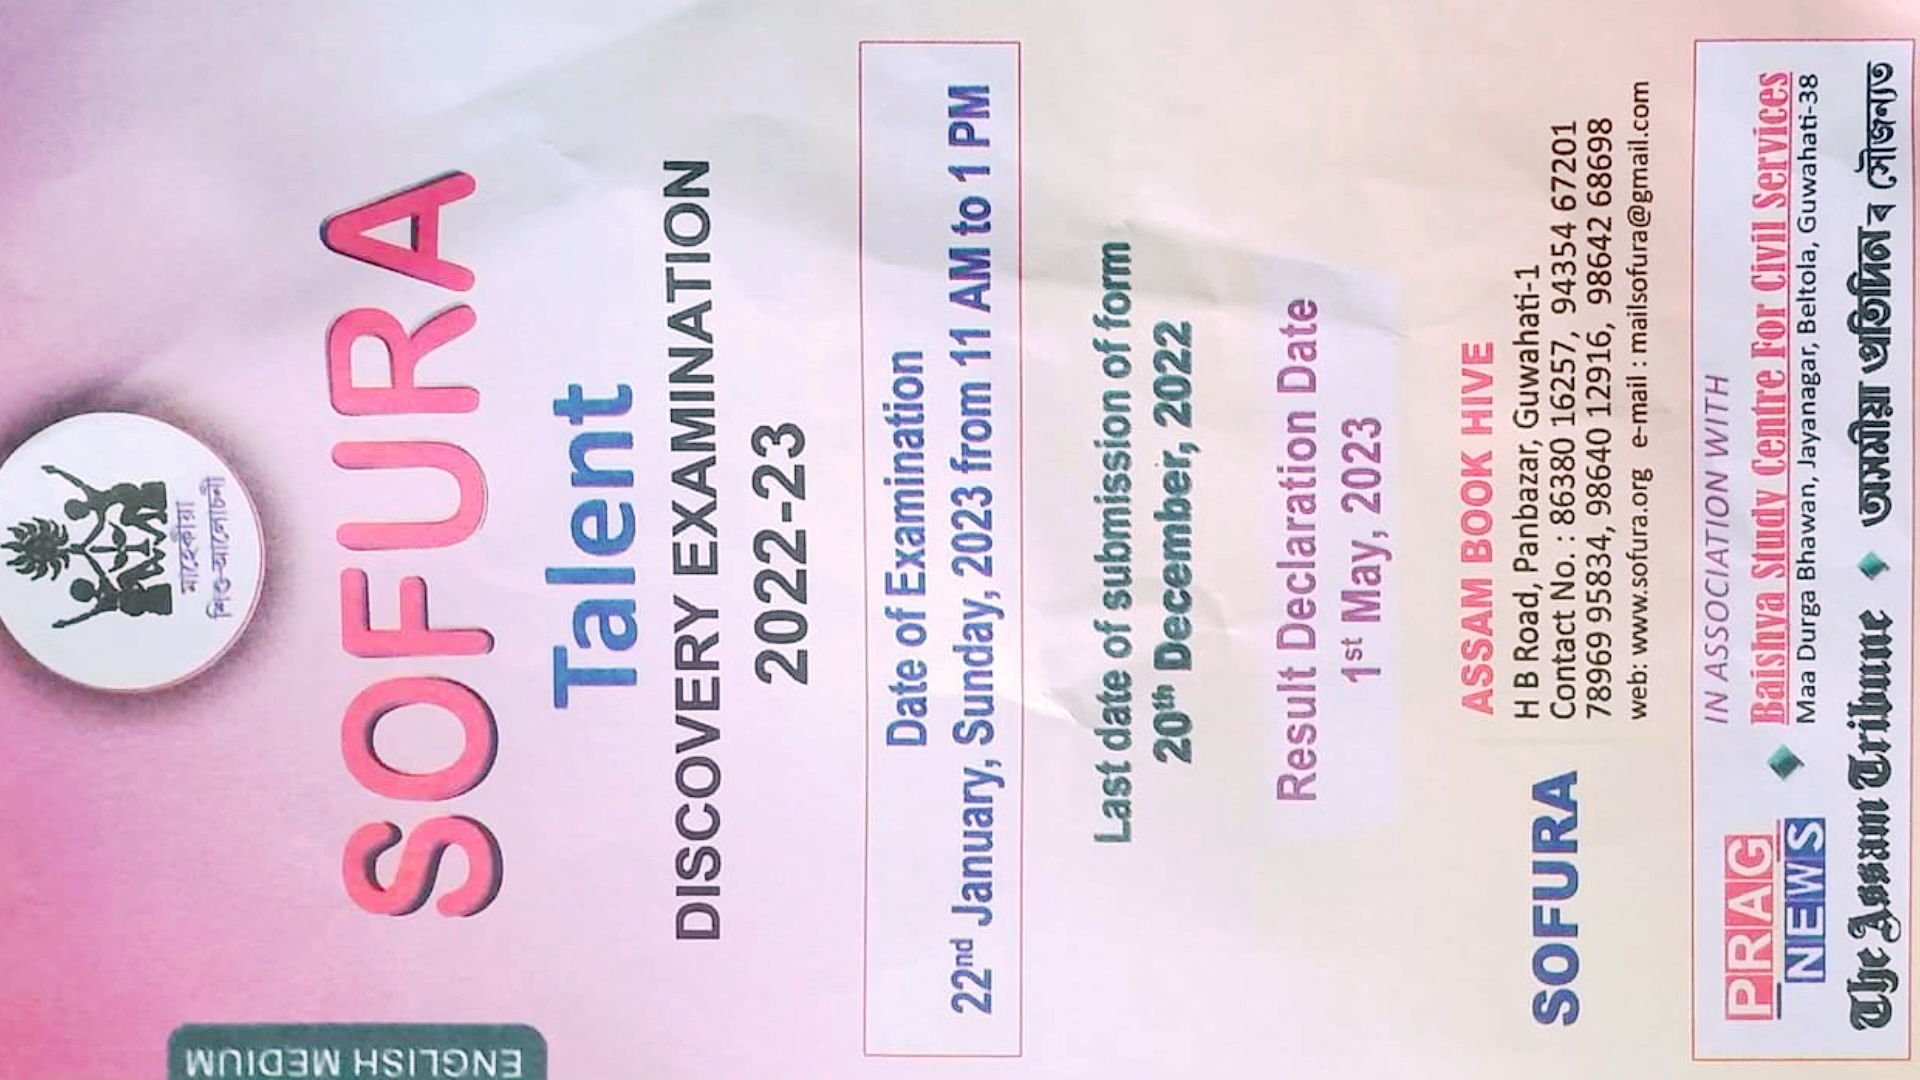 মাহেকীয়া
শিশু-আলোচনী
ENGLISH MEDIUM
SOFURA
Talent
DISCOVERY EXAMINATION
2022-23
Date of Examination
22nd January, Sunday, 2023 from 11 AM to 1 PM
Last date of submission of form
20th December, 2022
Result Declaration Date
1st May, 2023
SOFURA
ASSAM BOOK HIVE
H B Road, Panbazar, Guwahati-1
Contact No. : 86380 16257, 94354 67201
78969 95834, 98640 12916, 98642 68698
web: www.sofura.org e-mail : mailsofura@gmail.com
IN ASSOCIATION WITH
PRAG
NEWS
Baishya Study Centre For Civil Services
Maa Durga Bhawan, Jayanagar, Beltola, Guwahati-38
The Assam Tribune অসমীয়া প্ৰতিদিন ৰ সৌজন্যত